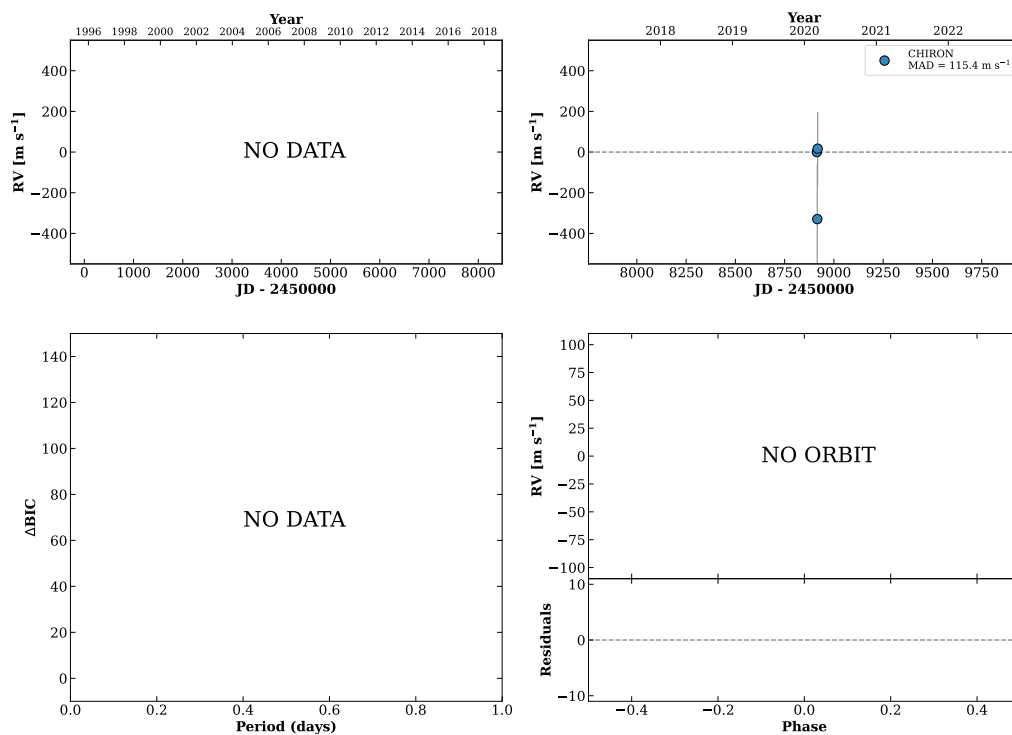 Year
1996 1998 2000 2002 2004 2006 2008 2010 2012 2014 2016 2018
RV [m s⁻¹]
400
200
0
−200
−400
NO DATA
0 1000 2000 3000 4000 5000 6000 7000 8000
JD - 2450000
Year
2018 2019 2020 2021 2022
CHIRON
MAD = 115.4 m s⁻¹
RV [m s⁻¹]
400
200
0
−200
−400
8000 8250 8500 8750 9000 9250 9500 9750
JD - 2450000
ΔBIC
140
120
100
80
60
40
20
0
NO DATA
0.0 0.2 0.4 0.6 0.8 1.0
Period (days)
RV [m s⁻¹]
100
75
50
25
0
−25
−50
−75
−100
NO ORBIT
Residuals
10
0
−10
−0.4 −0.2 0.0 0.2 0.4
Phase